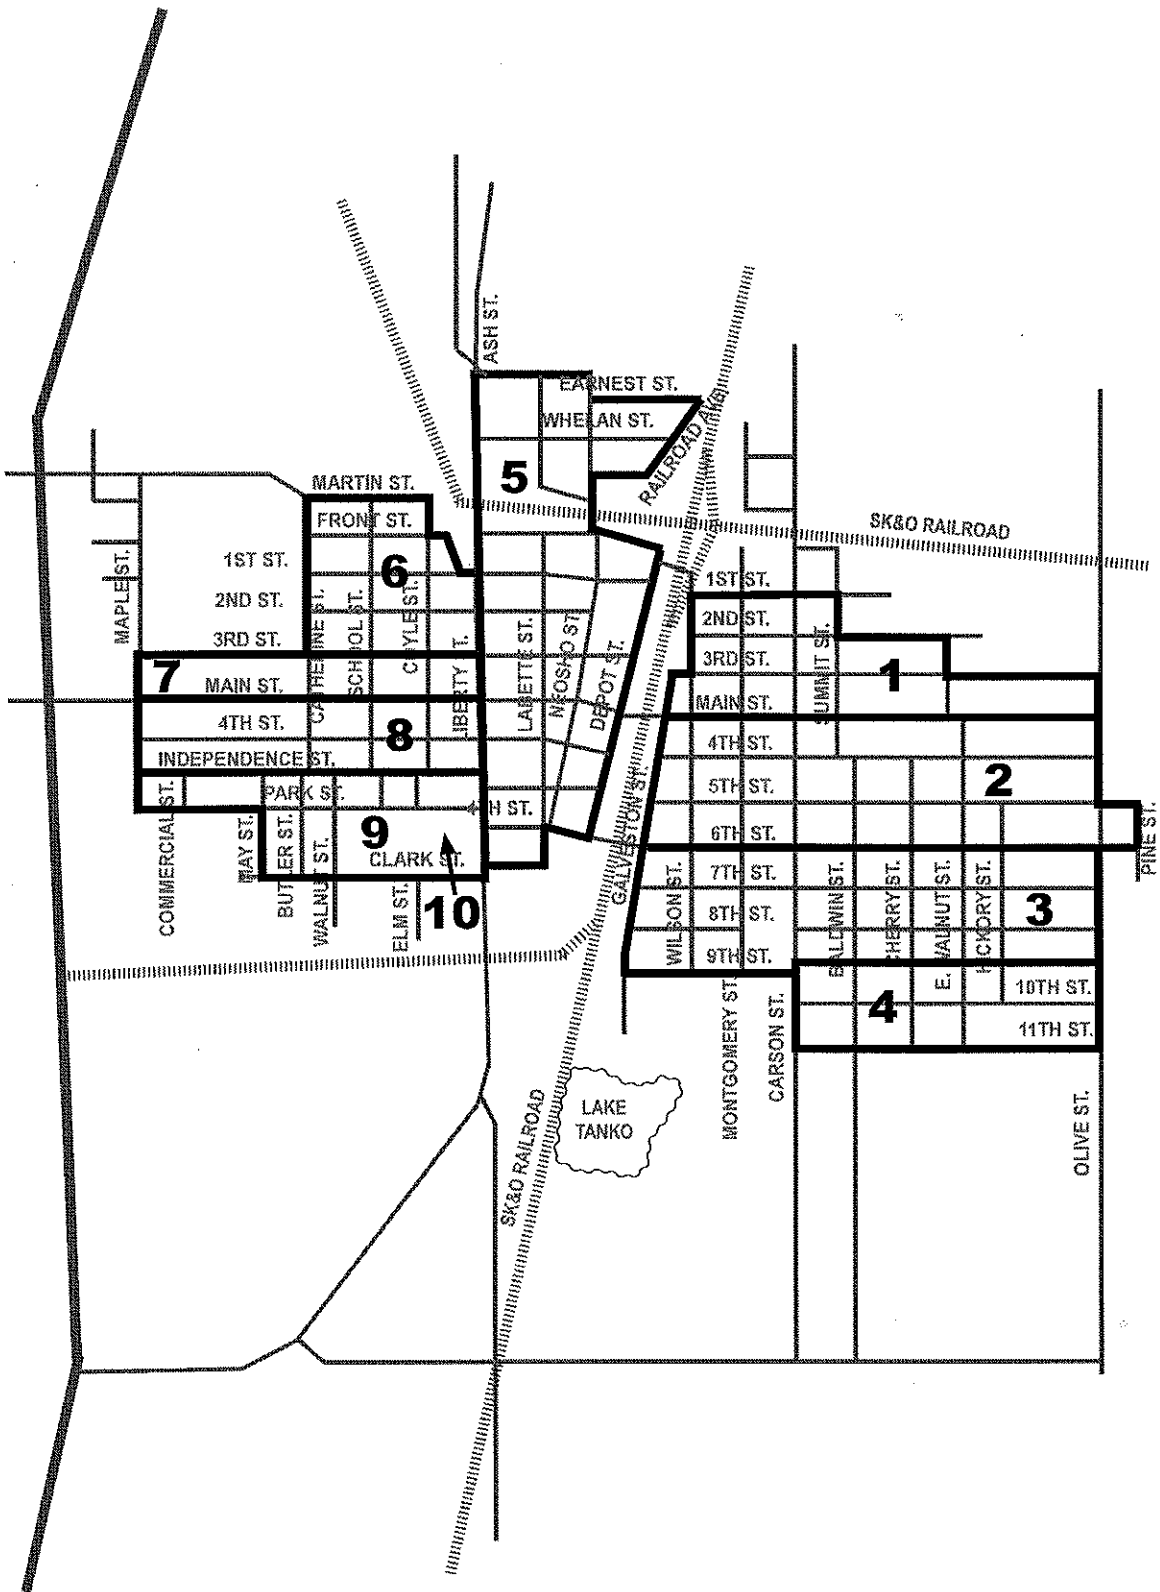 ASH ST.
EARNEST ST.
WHELAN ST.
RAILROAD AVE.
5
MARTIN ST.
FRONT ST.
SK&O RAILROAD
1ST ST.
6
2ND ST.
3RD ST.
MAPLE ST.
CATHERINE ST.
SCHOOL ST.
COYLE ST.
LIBERTY ST.
LABETTE ST.
NEOSHO ST.
DEPOT ST.
1ST ST.
2ND ST.
3RD ST.
SUMMIT ST.
1
7
MAIN ST.
MAIN ST.
4TH ST.
8
INDEPENDENCE ST.
4TH ST.
5TH ST.
2
6TH ST.
PINE ST.
PARK ST.
ST.
9
CLARK ST.
10
COMMERCIAL ST.
MAY ST.
BUTLER ST.
WALNUT ST.
ELM ST.
GALVESTON ST.
WILSON ST.
7TH ST.
8TH ST.
9TH ST.
BALDWIN ST.
CHERRY ST.
E. WALNUT ST.
HICKORY ST.
3
10TH ST.
4
11TH ST.
MONTGOMERY ST.
CARSON ST.
OLIVE ST.
LAKE
TANKO
SK&O RAILROAD